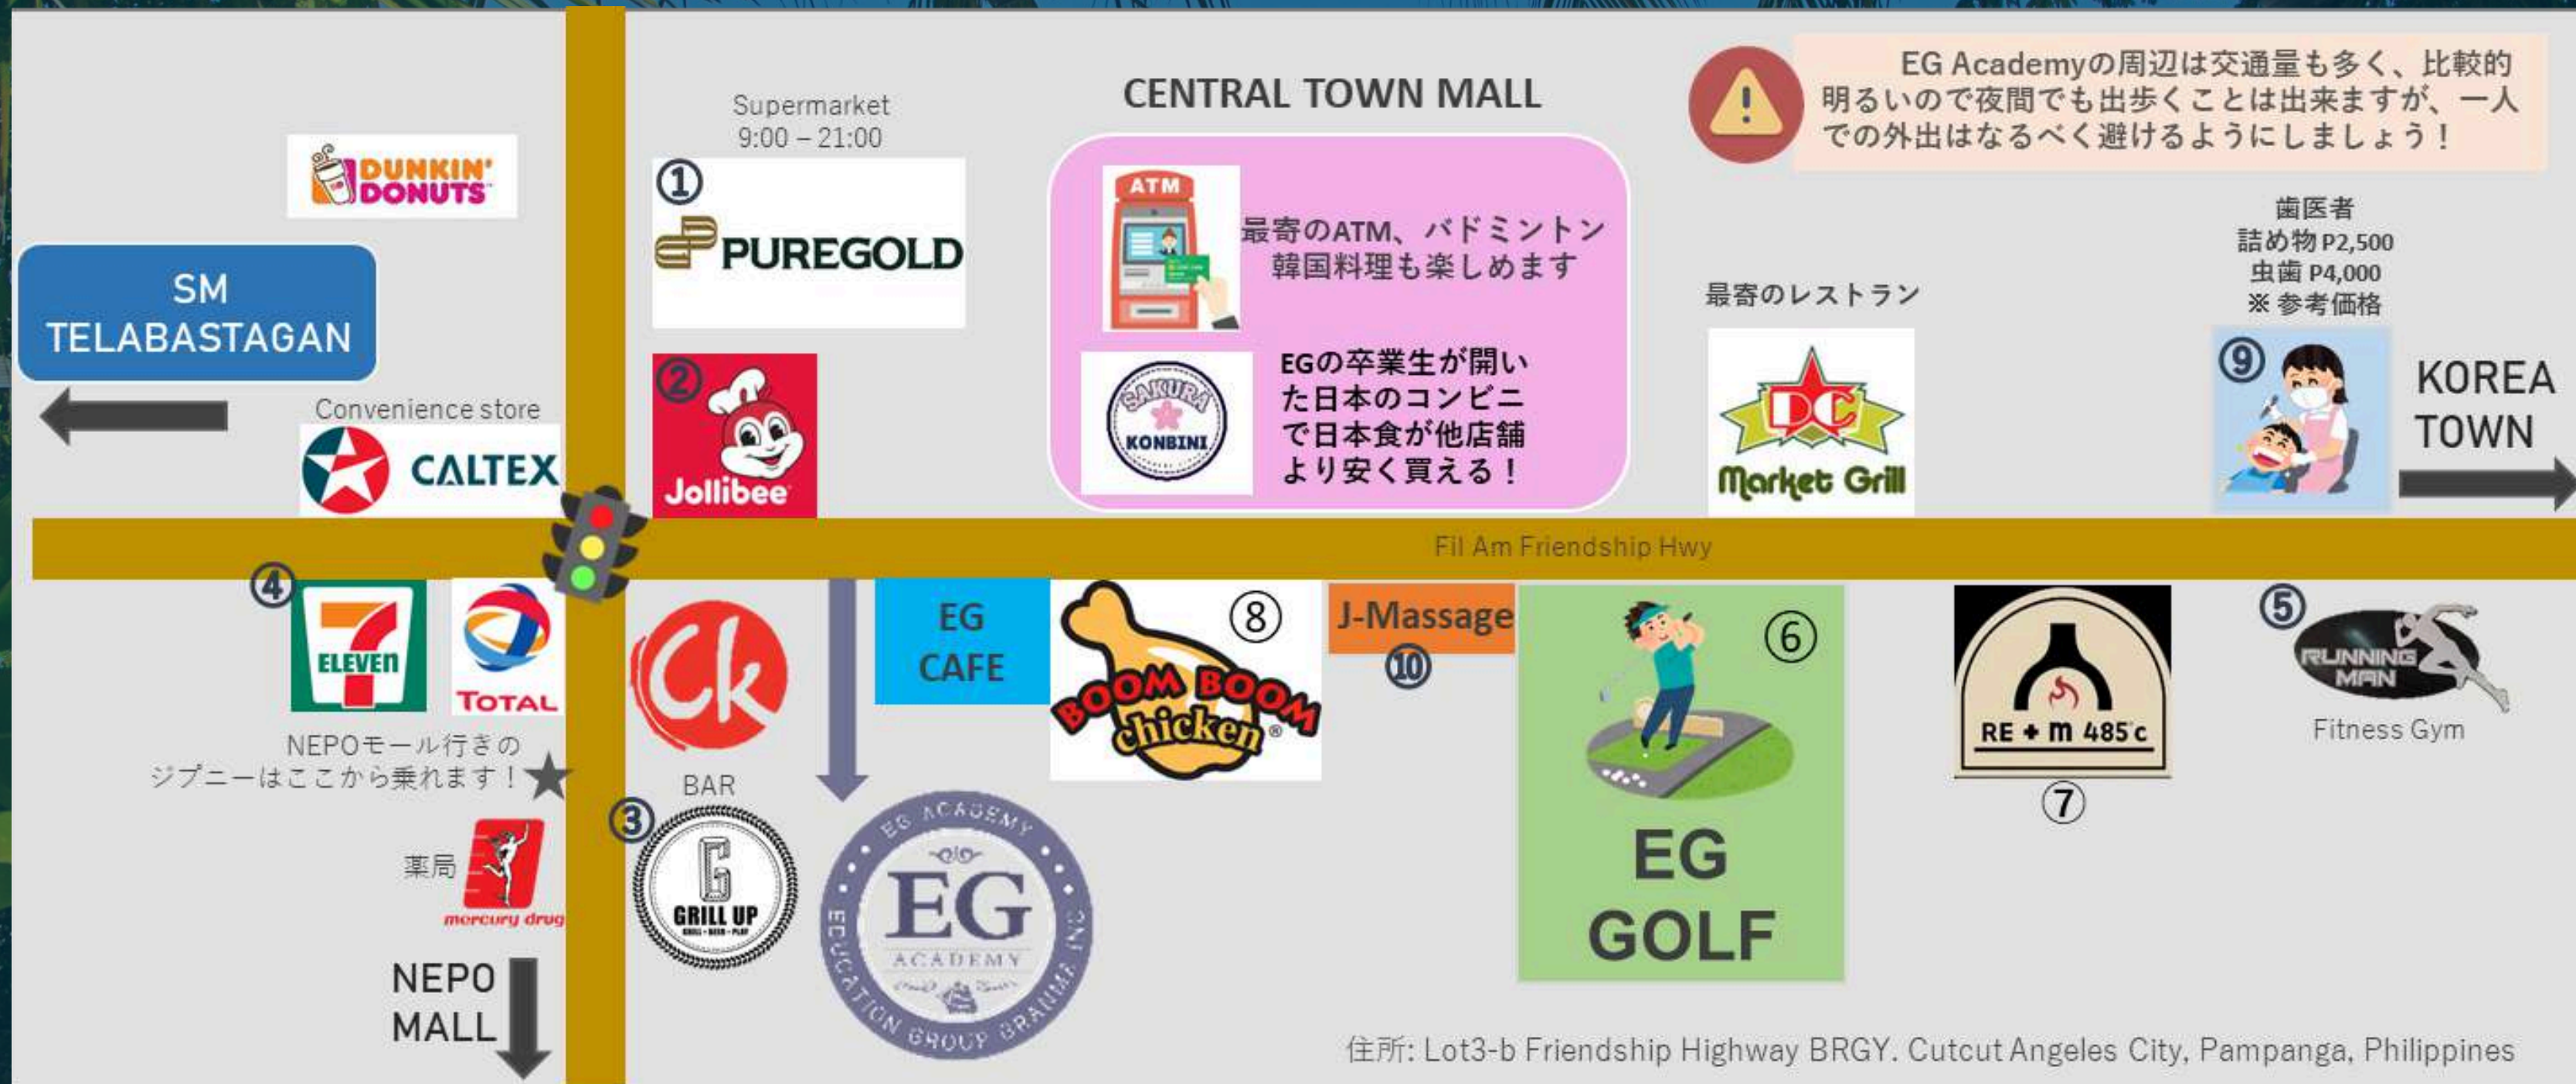 EG Academyの周辺は交通量も多く、比較的
明るいので夜間でも出歩くことは出来ますが、一人
での外出はなるべく避けるようにしましょう！
CENTRAL TOWN MALL
Supermarket
9:00 – 21:00
DUNKIN'
DONUTS
①
PUREGOLD
ATM
最寄のATM、バドミントン
韓国料理も楽しめます
歯医者
詰め物 P2,500
虫歯 P4,000
※ 参考価格
SM
TELABASTAGAN
最寄のレストラン
②
Jollibee
SAKURA
KONBINI
EGの卒業生が開い
た日本のコンビニ
で日本食が他店舗
より安く買える！
DC
Market Grill
⑨
KOREA
TOWN
Convenience store
CALTEX
Fil Am Friendship Hwy
④
7
ELEVEN
TOTAL
Ck
EG
CAFE
⑧
BOOM BOOM
chicken®
J-Massage
⑩
⑥
EG
GOLF
RE + m 485°c
⑦
⑤
RUNNING
MAN
Fitness Gym
NEPOモール行きの
ジプニーはここから乗れます！
BAR
③
G
GRILL UP
GRILL - BEER - PLAY
薬局
mercury drug
EG ACADEMY
EG
ACADEMY
EDUCATION GROUP GRANUMA INC
NEPO
MALL
住所: Lot3-b Friendship Highway BRGY. Cutcut Angeles City, Pampanga, Philippines